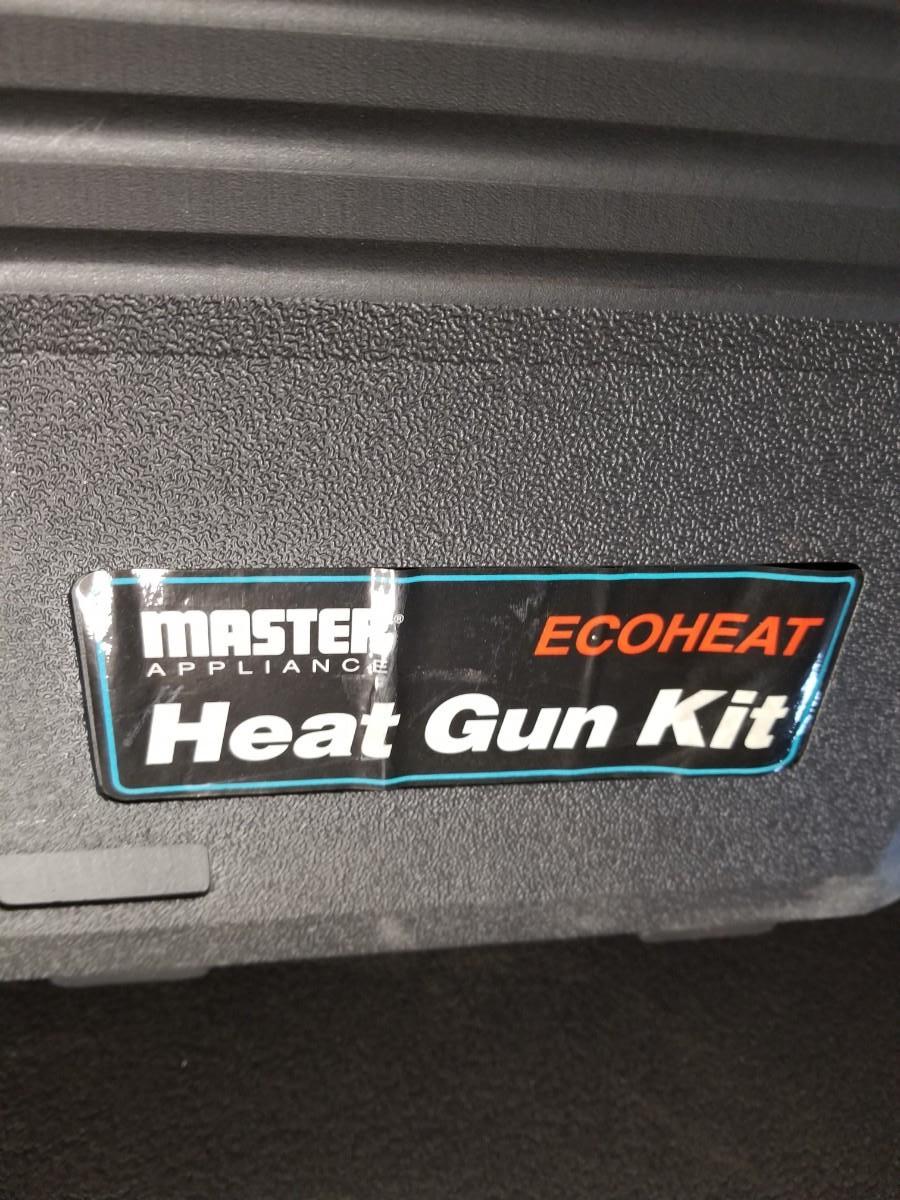 MASTER®
APPLIANCE
ECOHEAT
Heat Gun Kit